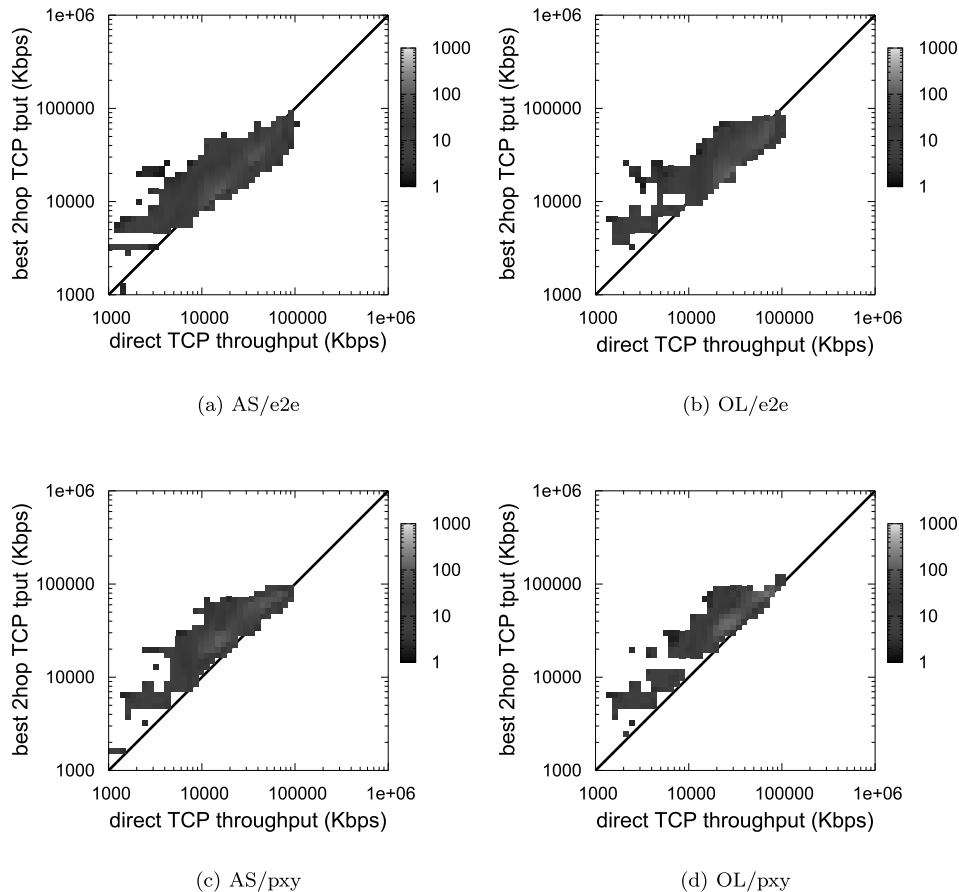 best 2hop TCP tput (Kbps)
1e+06
100000
10000
1000
1000 10000 100000 1e+06
direct TCP throughput (Kbps)
1000
100
10
1
(a) AS/e2e
best 2hop TCP tput (Kbps)
1e+06
100000
10000
1000
1000 10000 100000 1e+06
direct TCP throughput (Kbps)
1000
100
10
1
(b) OL/e2e
best 2hop TCP tput (Kbps)
1e+06
100000
10000
1000
1000 10000 100000 1e+06
direct TCP throughput (Kbps)
1000
100
10
1
(c) AS/pxy
best 2hop TCP tput (Kbps)
1e+06
100000
10000
1000
1000 10000 100000 1e+06
direct TCP throughput (Kbps)
1000
100
10
1
(d) OL/pxy